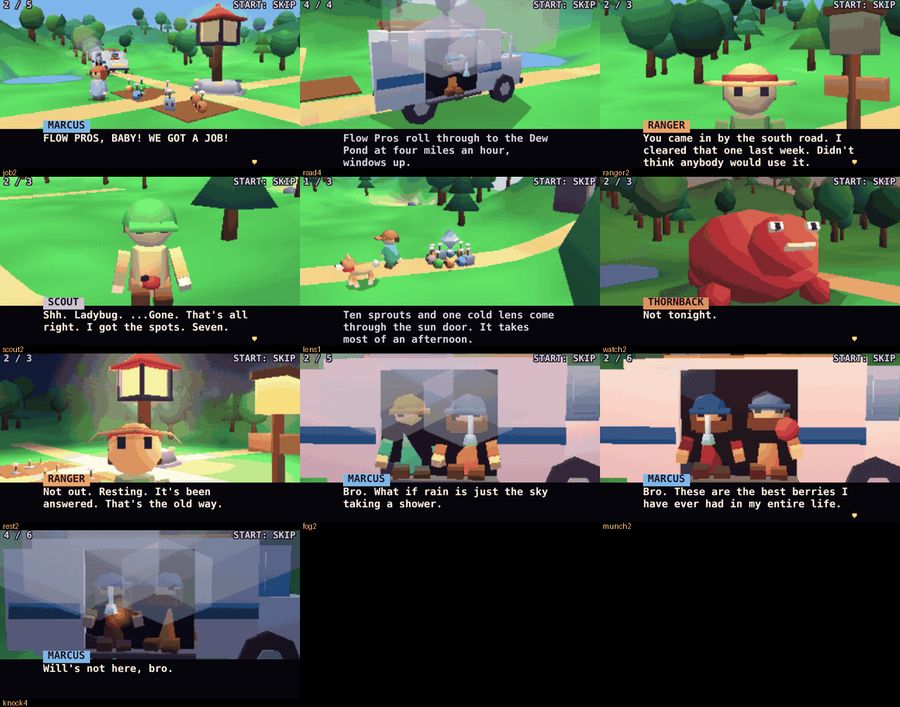 2 / 5
START: SKIP
MARCUS
FLOW PROS, BABY! WE GOT A JOB!
job2
4 / 4
START: SKIP
Flow Pros roll through to the Dew
Pond at four miles an hour,
windows up.
road4
2 / 3
START: SKIP
RANGER
You came in by the south road. I
cleared that one last week. Didn't
think anybody would use it.
ranger2
2 / 3
START: SKIP
SCOUT
Shh. Ladybug. ...Gone. That's all
right. I got the spots. Seven.
scout2
1 / 3
START: SKIP
Ten sprouts and one cold lens come
through the sun door. It takes
most of an afternoon.
lens1
2 / 3
START: SKIP
THORNBACK
Not tonight.
watch2
2 / 3
START: SKIP
RANGER
Not out. Resting. It's been
answered. That's the old way.
rest2
2 / 5
START: SKIP
MARCUS
Bro. What if rain is just the sky
taking a shower.
fog2
2 / 6
START: SKIP
MARCUS
Bro. These are the best berries I
have ever had in my entire life.
munch2
4 / 6
START: SKIP
MARCUS
Will's not here, bro.
knock4